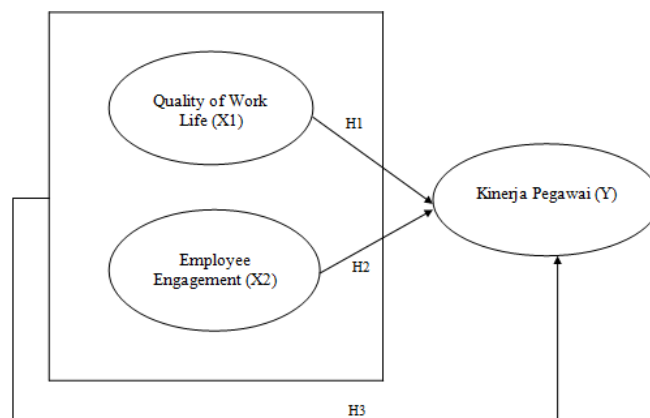 Quality of Work
Life (X1)
H1
Kinerja Pegawai (Y)
Employee
Engagement (X2)
H2
H3